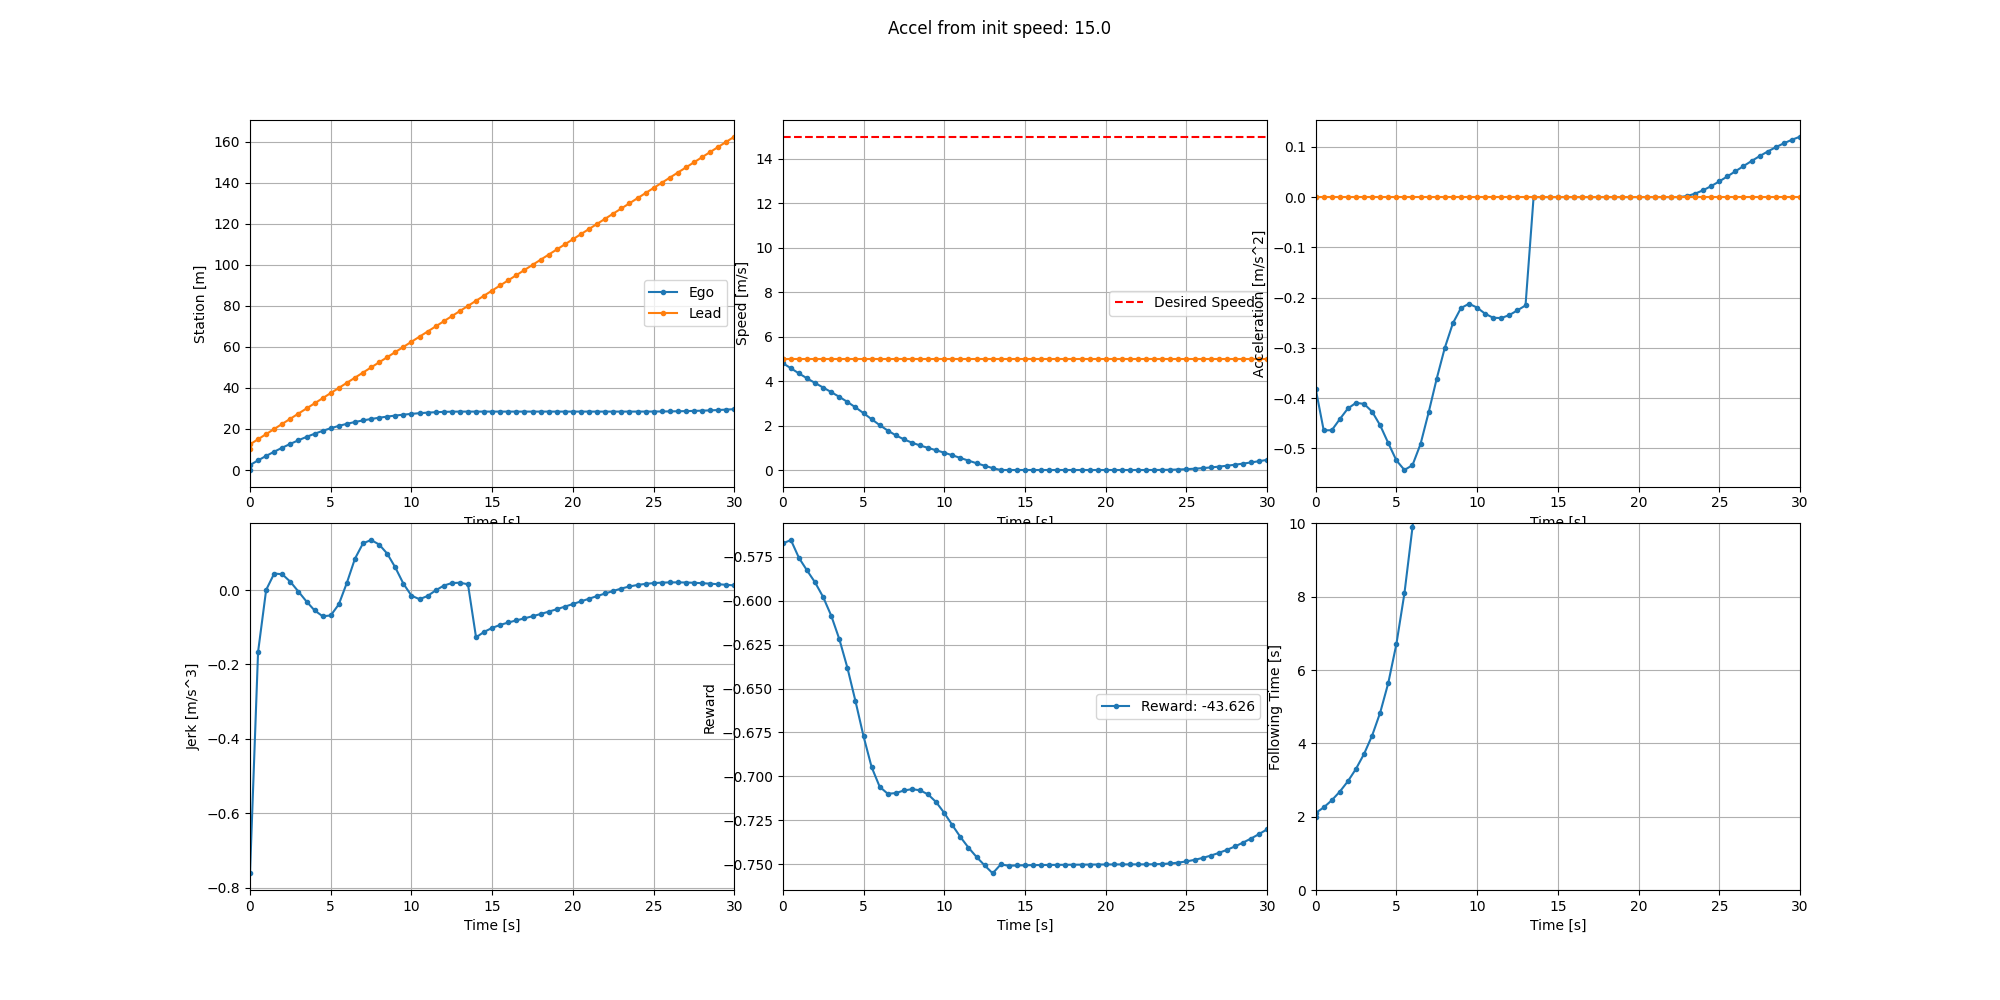 Accel from init speed: 15.0
Station [m]
160
140
120
100
80
60
40
20
0
0 5 10 15 20 25 30
Time [s]
Ego
Lead
Speed [m/s]
14
12
10
8
6
4
2
0
0 5 10 15 20 25 30
Time [s]
Desired Speed
Acceleration [m/s^2]
0.1
0.0
−0.1
−0.2
−0.3
−0.4
−0.5
0 5 10 15 20 25 30
Time [s]
Jerk [m/s^3]
0.0
−0.2
−0.4
−0.6
−0.8
0 5 10 15 20 25 30
Time [s]
Reward
−0.575
−0.600
−0.625
−0.650
−0.675
−0.700
−0.725
−0.750
0 5 10 15 20 25 30
Time [s]
Reward: -43.626
Following Time [s]
10
8
6
4
2
0
0 5 10 15 20 25 30
Time [s]